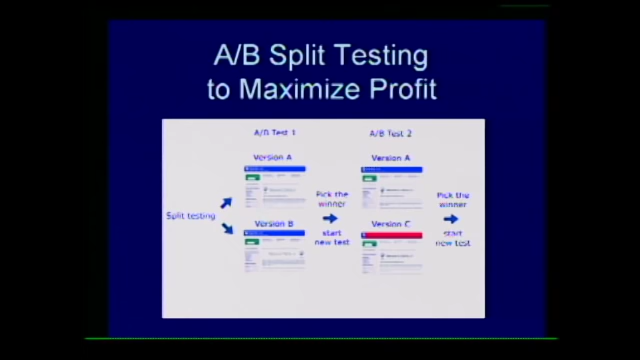 A/B Split Testing
to Maximize Profit
A/B Test 1
A/B Test 2
Version A
Version A
Split testing
Pick the
winner
start
new test
Pick the
winner
start
new test
Version B
Version C